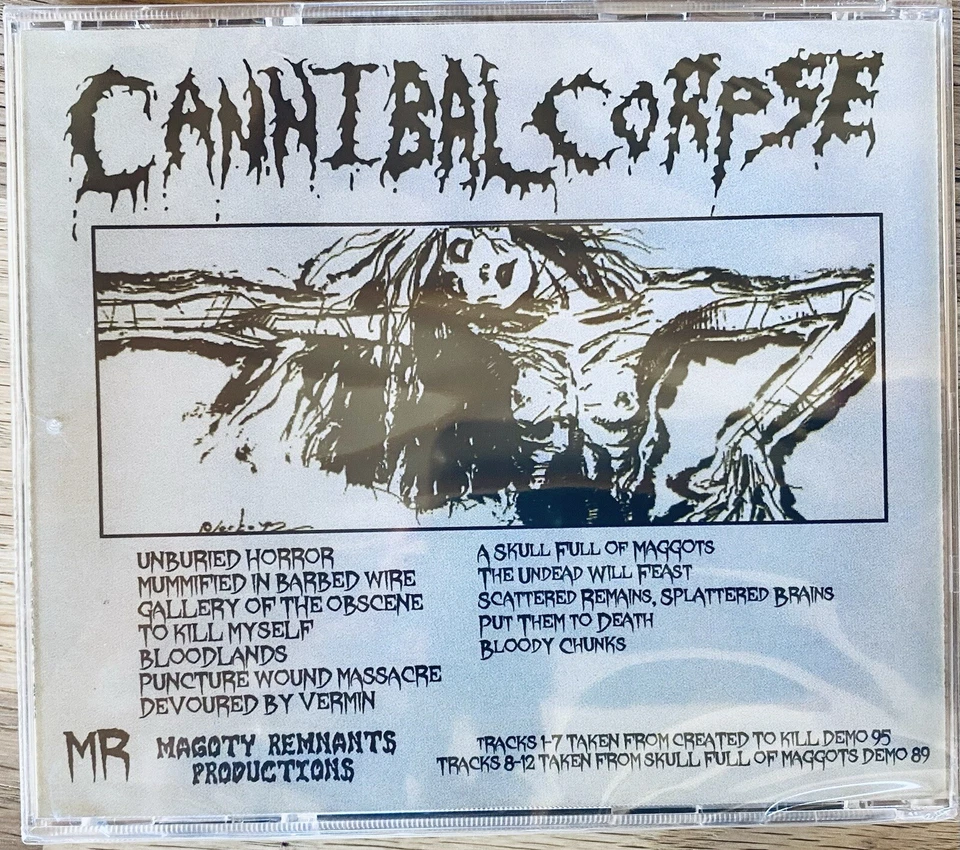 CANNIBAL CORPSE
UNBURIED HORROR
MUMMIFIED IN BARBED WIRE
GALLERY OF THE OBSCENE
TO KILL MYSELF
BLOODLANDS
PUNCTURE WOUND MASSACRE
DEVOURED BY VERMIN
A SKULL FULL OF MAGGOTS
THE UNDEAD WILL FEAST
SCATTERED REMAINS, SPLATTERED BRAINS
PUT THEM TO DEATH
BLOODY CHUNKS
MR
MAGOTY REMNANTS
PRODUCTIONS
TRACKS 1-7 TAKEN FROM CREATED TO KILL DEMO 95
TRACKS 8-12 TAKEN FROM SKULL FULL OF MAGGOTS DEMO 89